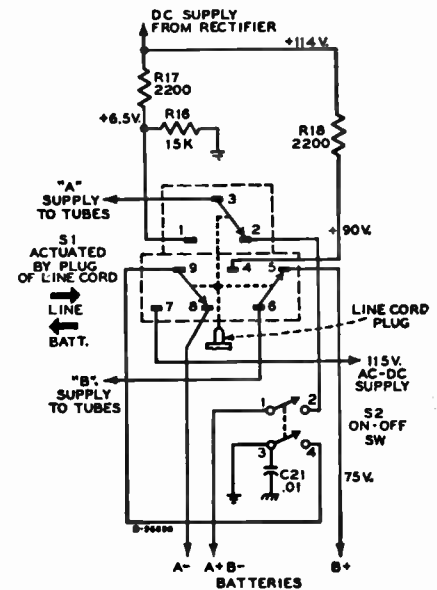 DC SUPPLY
FROM RECTIFIER
+114V.
R17
2200
+6.5V.
R16
15K
R18
2200
"A"
SUPPLY
TO TUBES
3
1
2
+90V.
S1
ACTUATED
BY PLUG
OF LINE CORD
LINE
BATT.
9
4
5
7
8
6
LINE CORD
PLUG
115V.
AC-DC
SUPPLY
"B".
SUPPLY
TO TUBES
1
2
S2
ON-OFF
SW
3
4
C21
.01
75V.
A-
A+B-
B+
BATTERIES